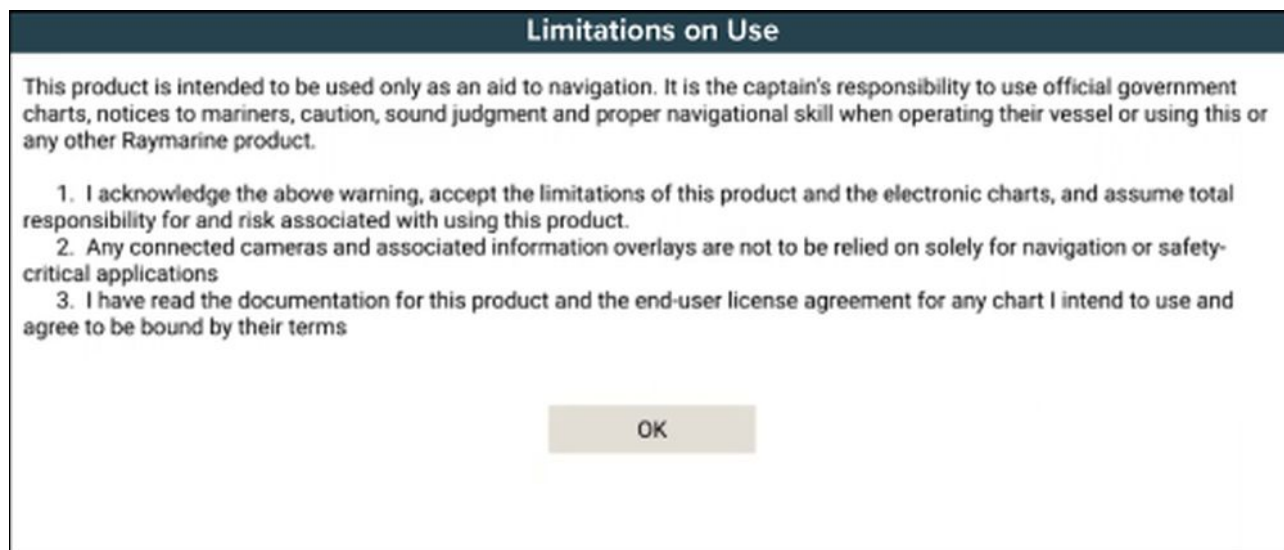 Limitations on Use
This product is intended to be used only as an aid to navigation. It is the captain's responsibility to use official government
charts, notices to mariners, caution, sound judgment and proper navigational skill when operating their vessel or using this or
any other Raymarine product.
1. I acknowledge the above warning, accept the limitations of this product and the electronic charts, and assume total
responsibility for and risk associated with using this product.
2. Any connected cameras and associated information overlays are not to be relied on solely for navigation or safety-
critical applications
3. I have read the documentation for this product and the end-user license agreement for any chart I intend to use and
agree to be bound by their terms
OK